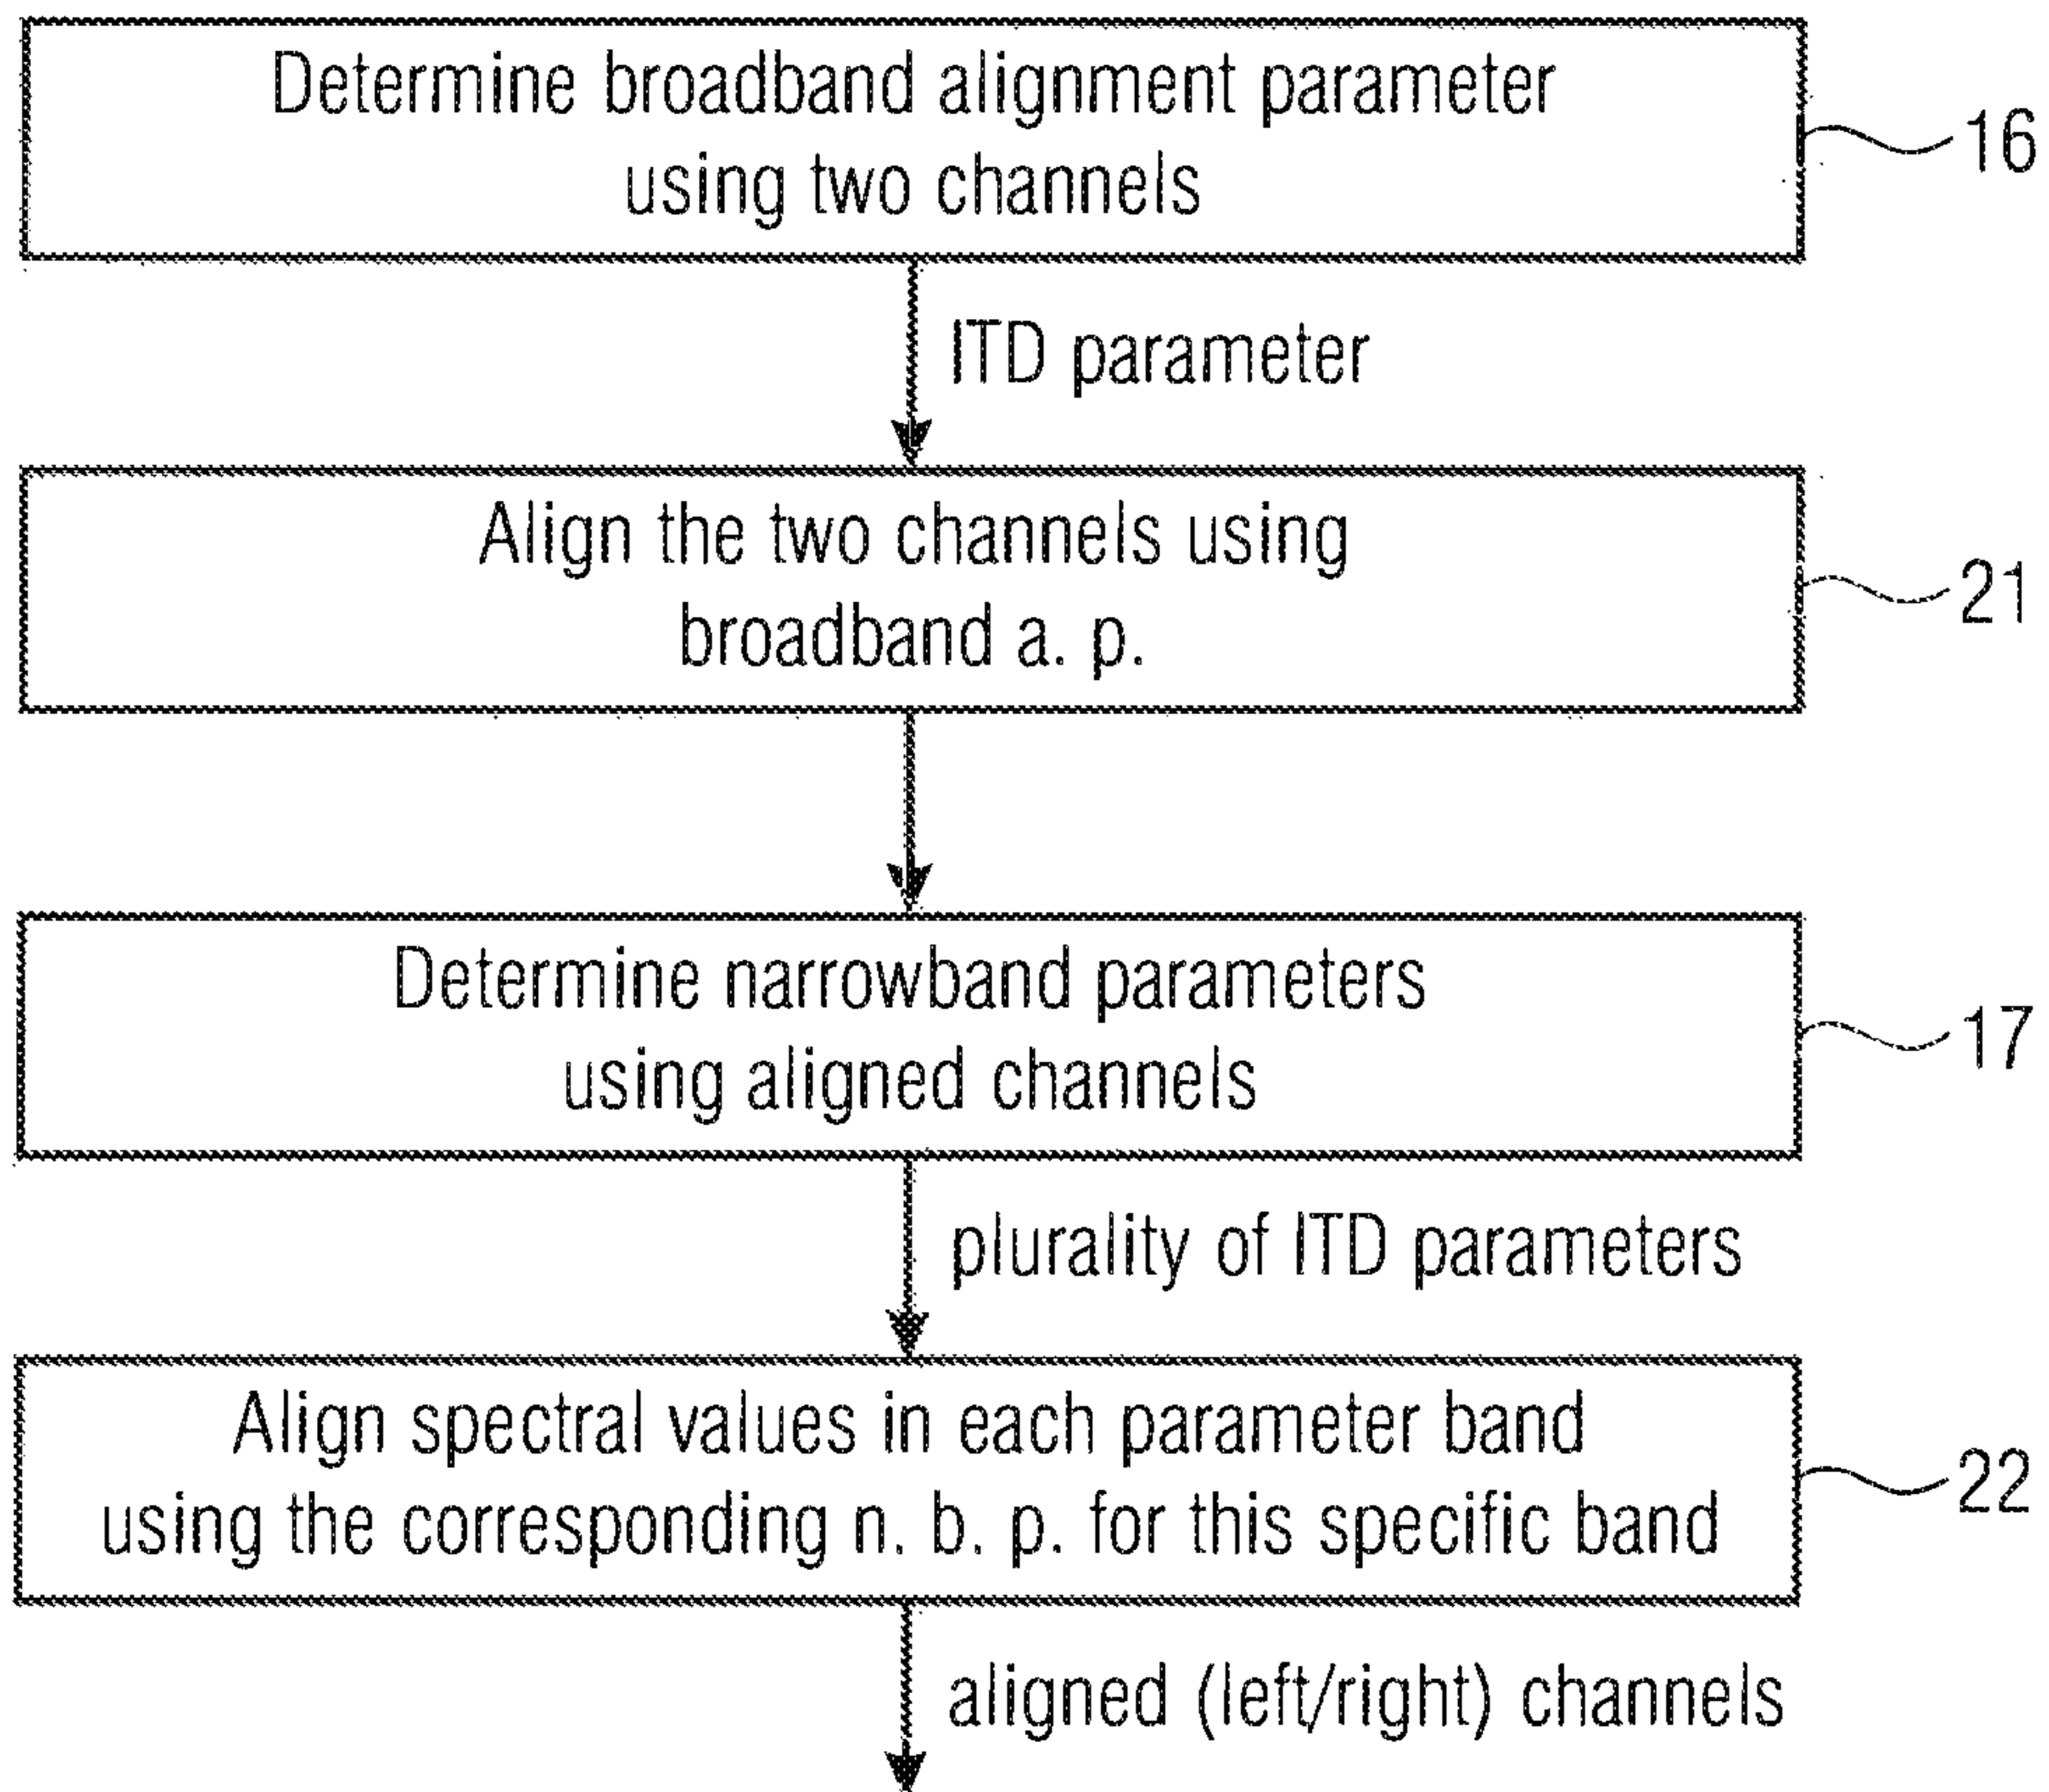 Determine broadband alignment parameter
using two channels
16
ITD parameter
Align the two channels using
broadband a. p.
21
Determine narrowband parameters
using aligned channels
17
plurality of ITD parameters
Align spectral values in each parameter band
using the corresponding n. b. p. for this specific band
22
aligned (left/right) channels